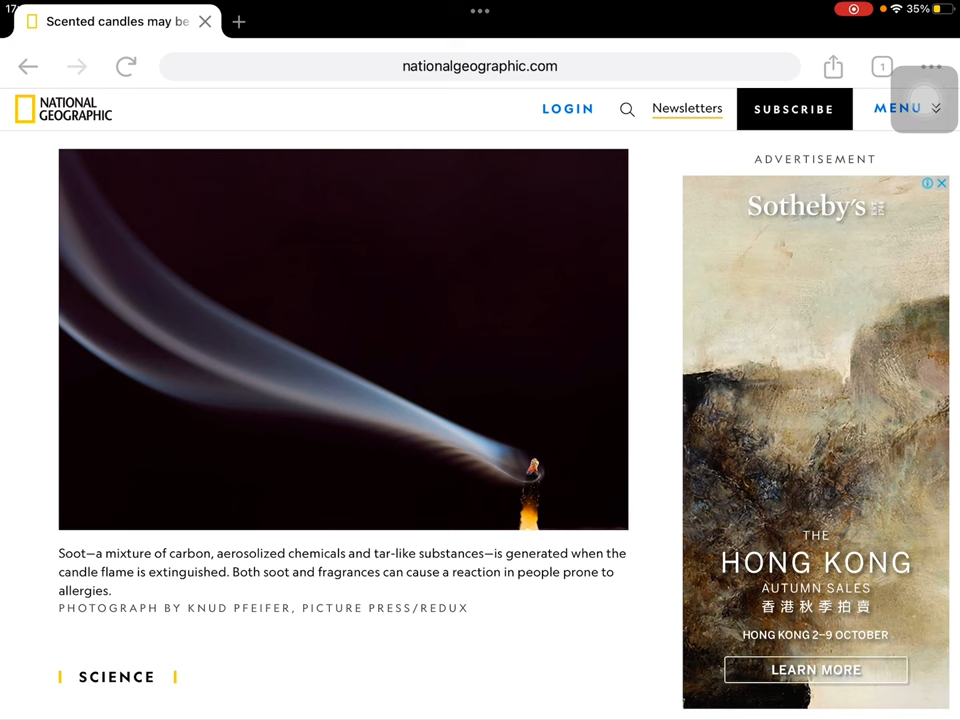 Scented candles may be
35%
nationalgeographic.com
1
NATIONAL
GEOGRAPHIC
LOGIN
Newsletters
SUBSCRIBE
MENU
ADVERTISEMENT
Sotheby's
THE
HONG KONG
AUTUMN SALES
香港秋季拍賣
HONG KONG 2–9 OCTOBER
LEARN MORE
Soot—a mixture of carbon, aerosolized chemicals and tar-like substances—is generated when the
candle flame is extinguished. Both soot and fragrances can cause a reaction in people prone to
allergies.
PHOTOGRAPH BY KNUD PFEIFER, PICTURE PRESS/REDUX
SCIENCE